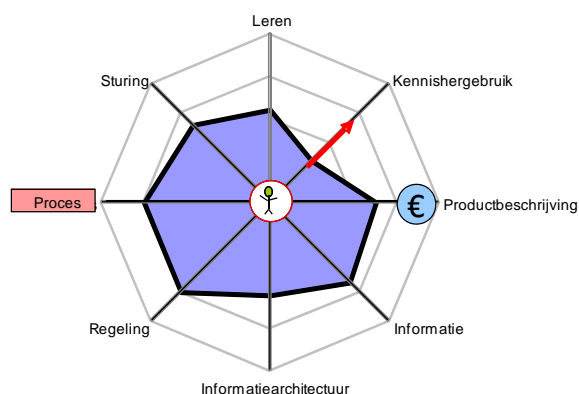 Leren
Sturing
Kennishergebruik
Proces
€
Productbeschrijving
Regeling
Informatie
Informatiearchitectuur